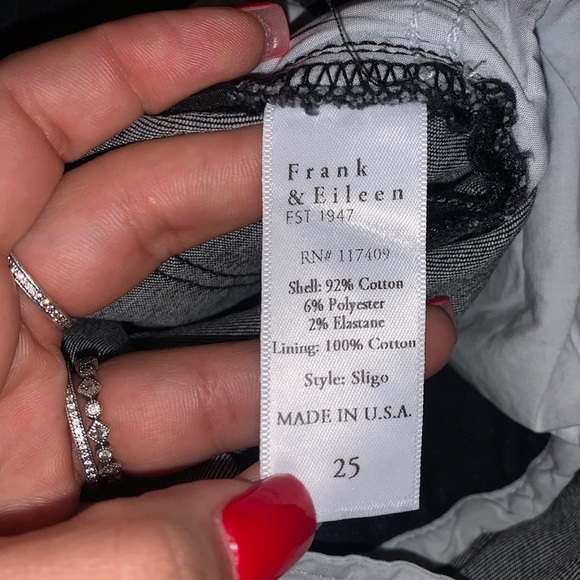 Frank
& Eileen
EST 1947
RN# 117409
Shell: 92% Cotton
6% Polyester
2% Elastane
Lining: 100% Cotton
Style: Sligo
MADE IN U.S.A.
25